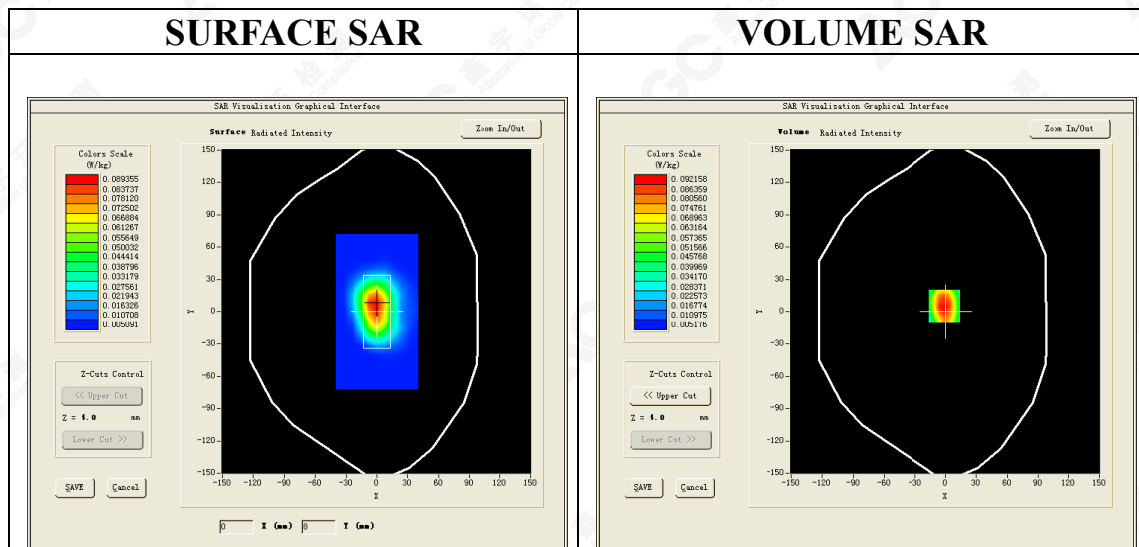 SURFACE SAR
VOLUME SAR
SAR Visualisation Graphical Interface
Surface Radiated Intensity
Zoom In/Out
Colors Scale
(W/kg)
0.089355
0.083737
0.078120
0.072502
0.066884
0.061267
0.055649
0.050032
0.044414
0.038796
0.033179
0.027561
0.021943
0.016326
0.010708
0.005091
Z-Cuts Control
<< Upper Cut
Z = 4.0 mm
Lower Cut >>
SAVE
Cancel
150
120
90
60
30
0
-30
-60
-90
-120
-150
Y
-150 -120 -90 -60 -30 0 30 60 90 120 150
X
0 X (mm) 8 Y (mm)
SAR Visualisation Graphical Interface
Volume Radiated Intensity
Zoom In/Out
Colors Scale
(W/kg)
0.092158
0.086359
0.080560
0.074761
0.068963
0.063164
0.057365
0.051566
0.045768
0.039969
0.034170
0.028371
0.022573
0.016774
0.010975
0.005176
Z-Cuts Control
<< Upper Cut
Z = 4.0 mm
Lower Cut >>
SAVE
Cancel
150
120
90
60
30
0
-30
-60
-90
-120
-150
Y
-150 -120 -90 -60 -30 0 30 60 90 120 150
X